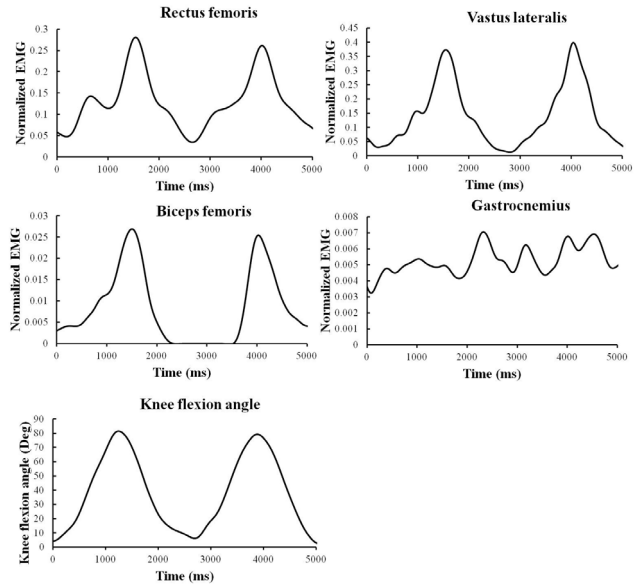 Rectus femoris
Normalized EMG
0.3
0.25
0.2
0.15
0.1
0.05
0
0 1000 2000 3000 4000 5000
Time (ms)
Vastus lateralis
Normalized EMG
0.45
0.40
0.35
0.30
0.25
0.20
0.15
0.10
0.05
0
0 1000 2000 3000 4000 5000
Time (ms)
Biceps femoris
Normalized EMG
0.03
0.025
0.02
0.015
0.01
0.005
0
0 1000 2000 3000 4000 5000
Time (ms)
Gastrocnemius
Normalized EMG
0.008
0.007
0.006
0.005
0.004
0.003
0.002
0.001
0
0 1000 2000 3000 4000 5000
Time (ms)
Knee flexion angle
Knee flexion angle (Deg)
90
80
70
60
50
40
30
20
10
0
0 1000 2000 3000 4000 5000
Time (ms)